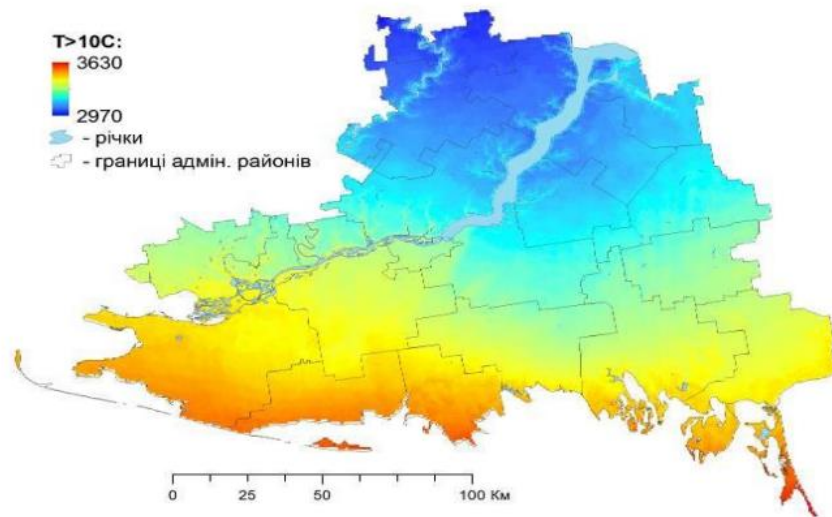 T>10C:
3630
2970
- річки
- границі адмін. районів
0 25 50 100 Км